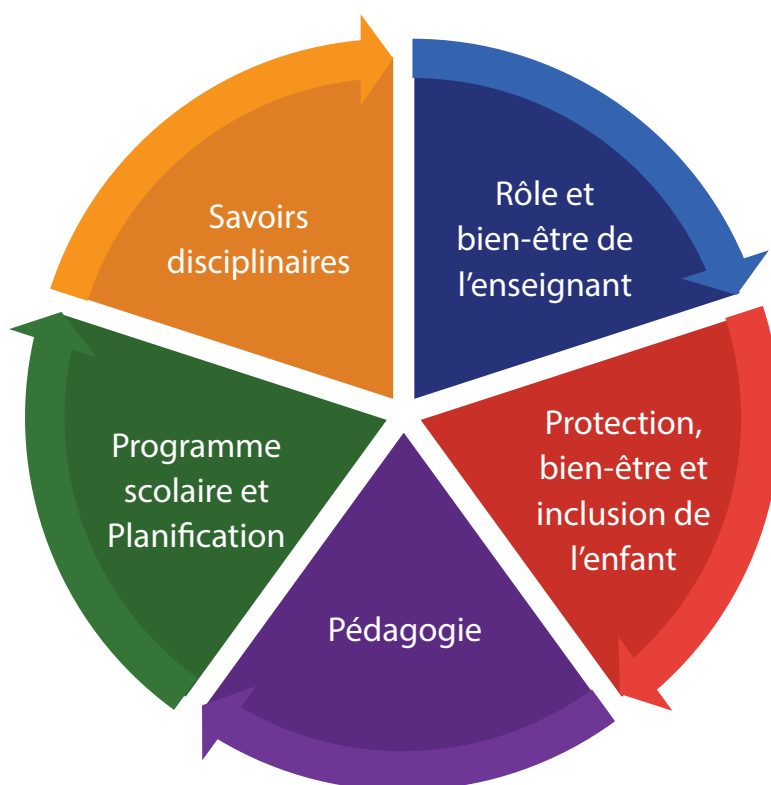 Rôle et
bien-être de
l’enseignant
Protection,
bien-être et
inclusion de
l’enfant
Pédagogie
Programme
scolaire et
Planification
Savoirs
disciplinaires